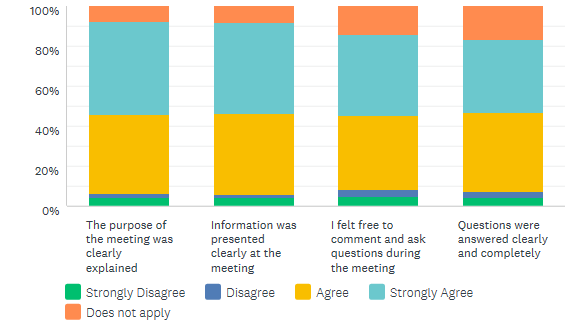 100%
80%
60%
40%
20%
0%
The purpose of
the meeting was
clearly
explained
Information was
presented
clearly at the
meeting
I felt free to
comment and ask
questions during
the meeting
Questions were
answered clearly
and completely
Strongly Disagree Disagree Agree Strongly Agree
Does not apply